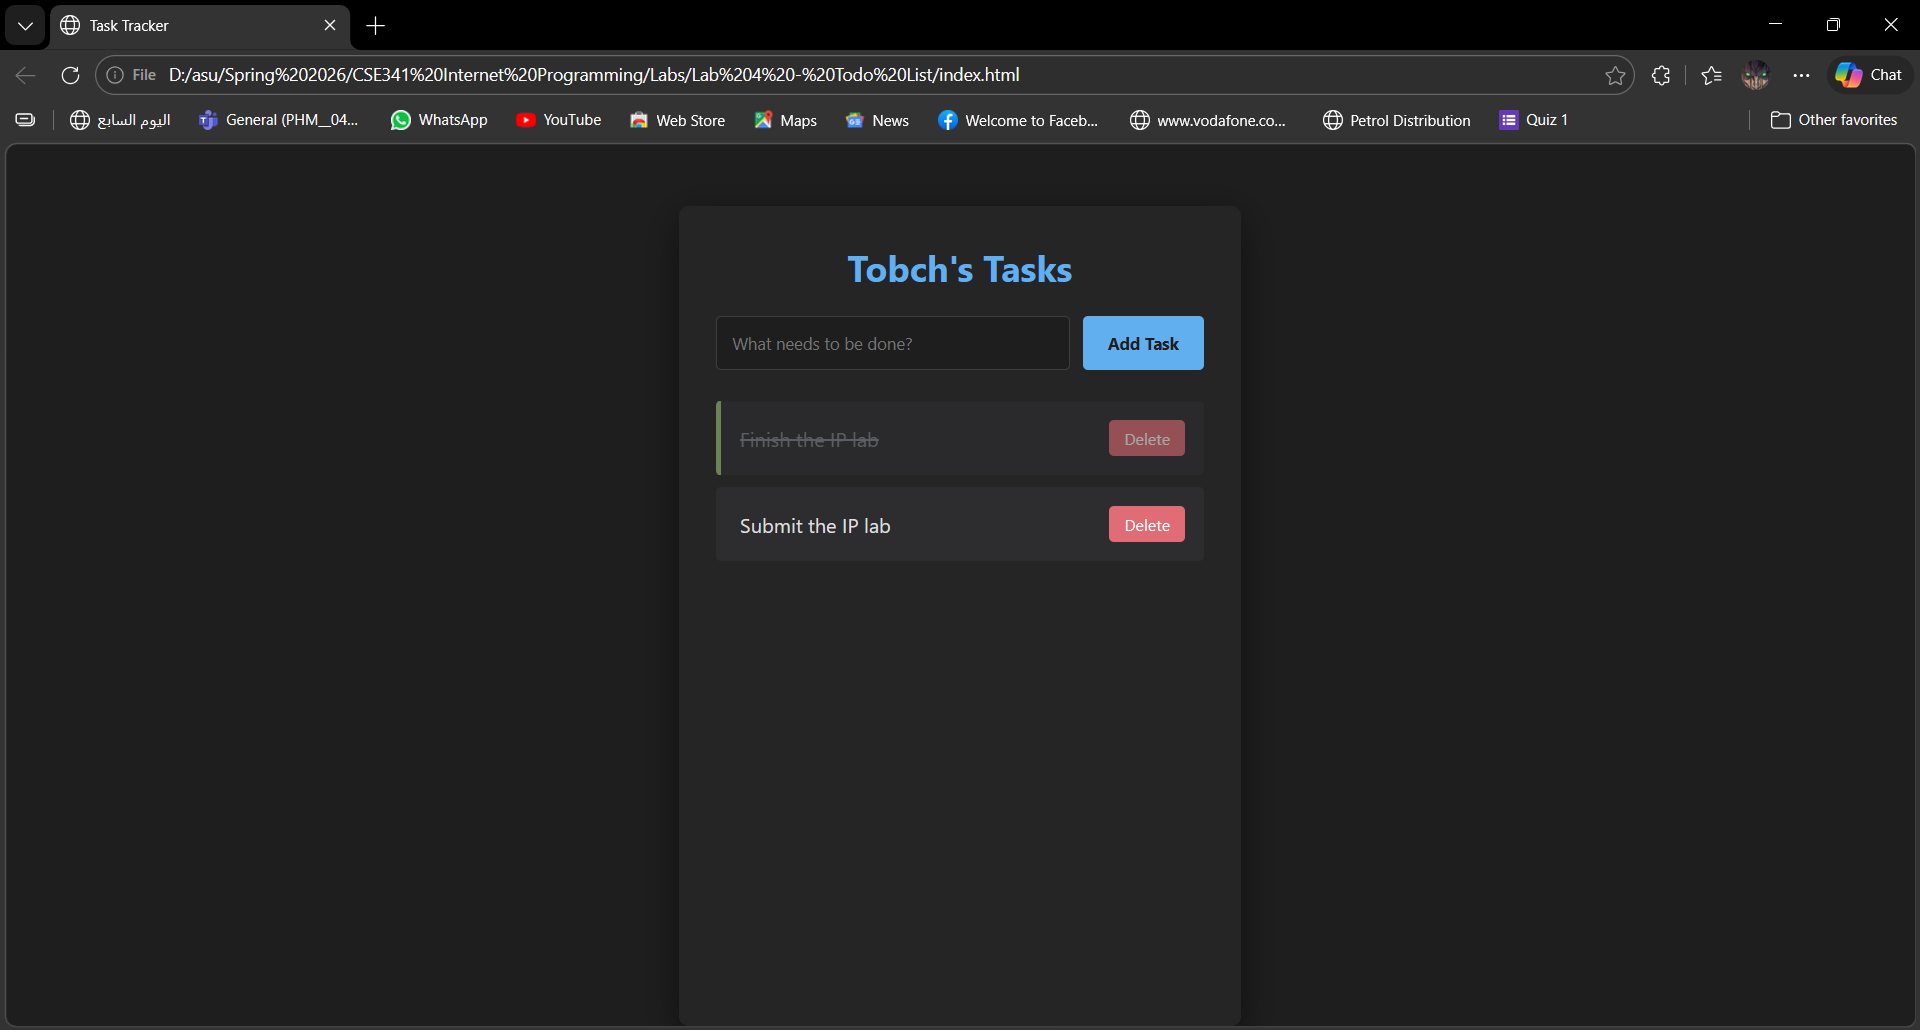 Task Tracker
File D:/asu/Spring%202026/CSE341%20Internet%20Programming/Labs/Lab%204%20-%20Todo%20List/index.html
Chat
اليوم السابع
General (PHM__04...
WhatsApp
YouTube
Web Store
Maps
News
Welcome to Faceb...
www.vodafone.co...
Petrol Distribution
Quiz 1
Other favorites
Tobch's Tasks
What needs to be done?
Add Task
Finish the IP lab
Delete
Submit the IP lab
Delete